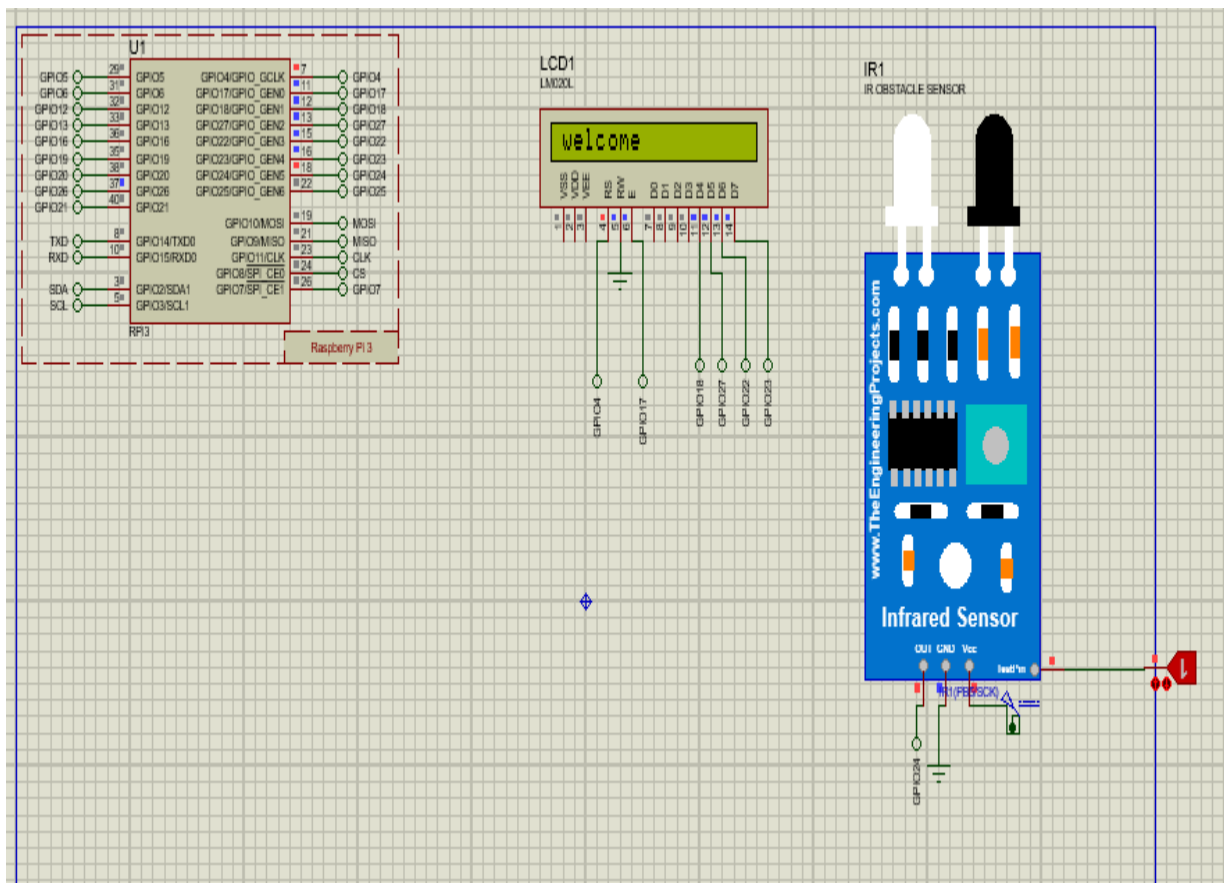 U1
GPIO5 29 GPIO5 GPIO4/GPIO_GCLK 7 GPIO4
GPIO6 31 GPIO6 GPIO17/GPIO_GEN0 11 GPIO17
GPIO12 32 GPIO12 GPIO18/GPIO_GEN1 12 GPIO18
GPIO13 33 GPIO13 GPIO27/GPIO_GEN2 13 GPIO27
GPIO16 36 GPIO16 GPIO22/GPIO_GEN3 15 GPIO22
GPIO19 35 GPIO19 GPIO23/GPIO_GEN4 16 GPIO23
GPIO20 38 GPIO20 GPIO24/GPIO_GEN5 18 GPIO24
GPIO26 37 GPIO26 GPIO25/GPIO_GEN6 22 GPIO25
GPIO21 40 GPIO21
GPIO10/MOSI 19 MOSI
TXD 8 GPIO14/TXD0 GPIO9/MISO 21 MISO
RXD 10 GPIO15/RXD0 GPIO11/CLK 23 CLK
GPIO8/SPI_CE0 24 CS
SDA 3 GPIO2/SDA1 GPIO7/SPI_CE1 26 GPIO7
SCL 5 GPIO3/SCL1
RPI3
Raspberry PI 3
LCD1
LM020L
welcome
VSS VDD VEE RS RW E D0 D1 D2 D3 D4 D5 D6 D7
1 2 3 4 5 6 7 8 9 10 11 12 13 14
GPIO4 GPIO17 GPIO18 GPIO27 GPIO22 GPIO23
IR1
IR OBSTACLE SENSOR
www.TheEngineeringProjects.com
Infrared Sensor
OUT GND Vcc TestPin
IR1(PB5/SCK)
GPIO24
1